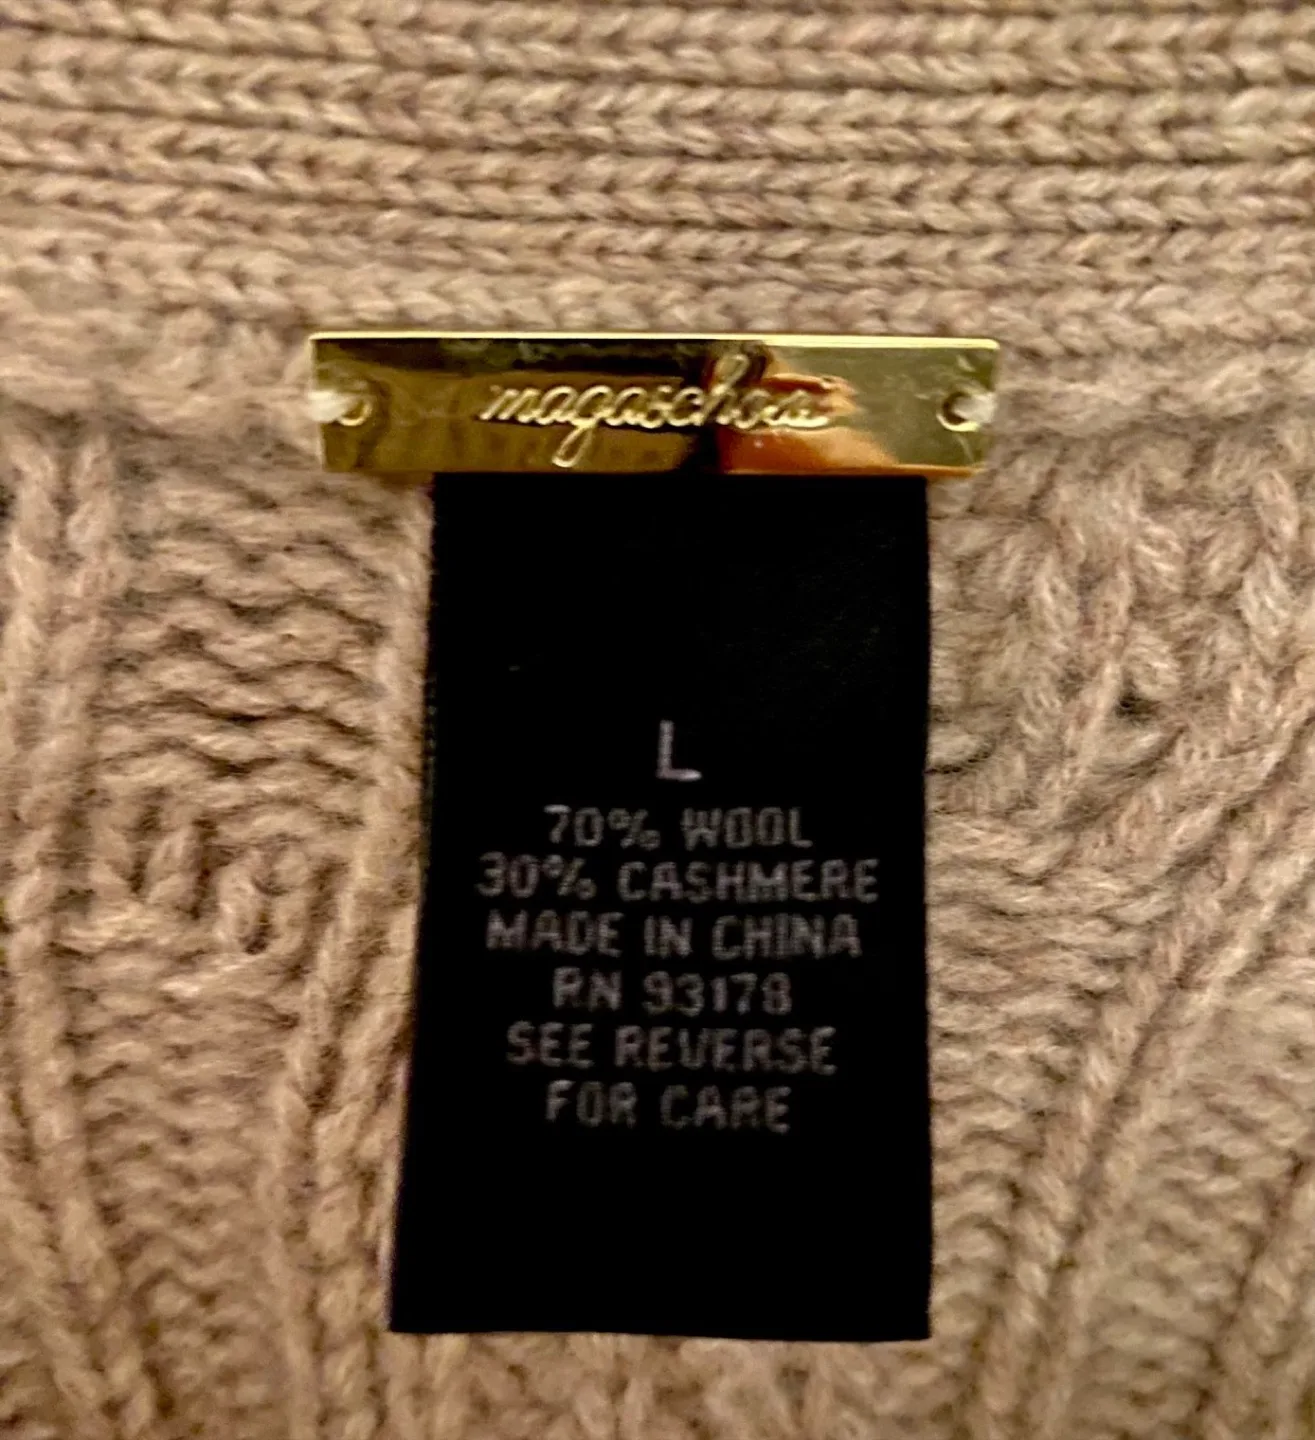 magaschoni
L
70% WOOL
30% CASHMERE
MADE IN CHINA
RN 93178
SEE REVERSE
FOR CARE